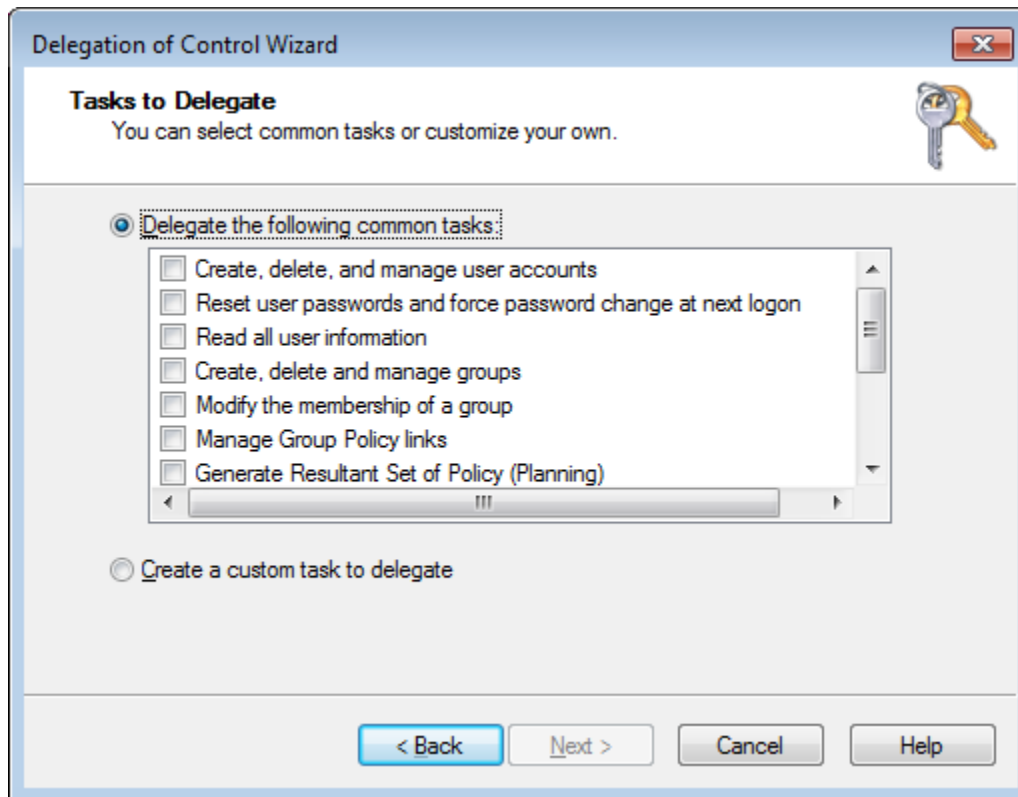 Delegation of Control Wizard
Tasks to Delegate
You can select common tasks or customize your own.
Delegate the following common tasks:
Create, delete, and manage user accounts
Reset user passwords and force password change at next logon
Read all user information
Create, delete and manage groups
Modify the membership of a group
Manage Group Policy links
Generate Resultant Set of Policy (Planning)
Create a custom task to delegate
< Back Next > Cancel Help